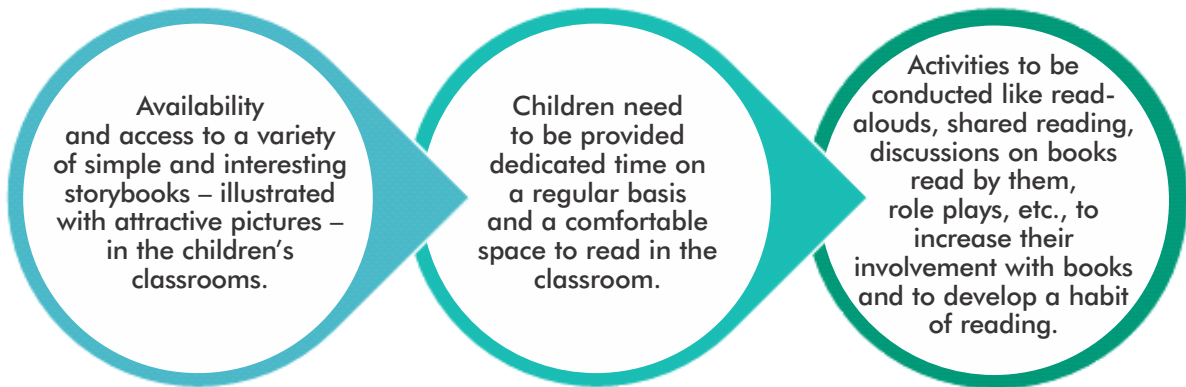 Availability
and access to a variety
of simple and interesting
storybooks – illustrated
with attractive pictures –
in the children's
classrooms.
Children need
to be provided
dedicated time on
a regular basis
and a comfortable
space to read in the
classroom.
Activities to be
conducted like read-
alouds, shared reading,
discussions on books
read by them,
role plays, etc., to
increase their
involvement with books
and to develop a habit
of reading.